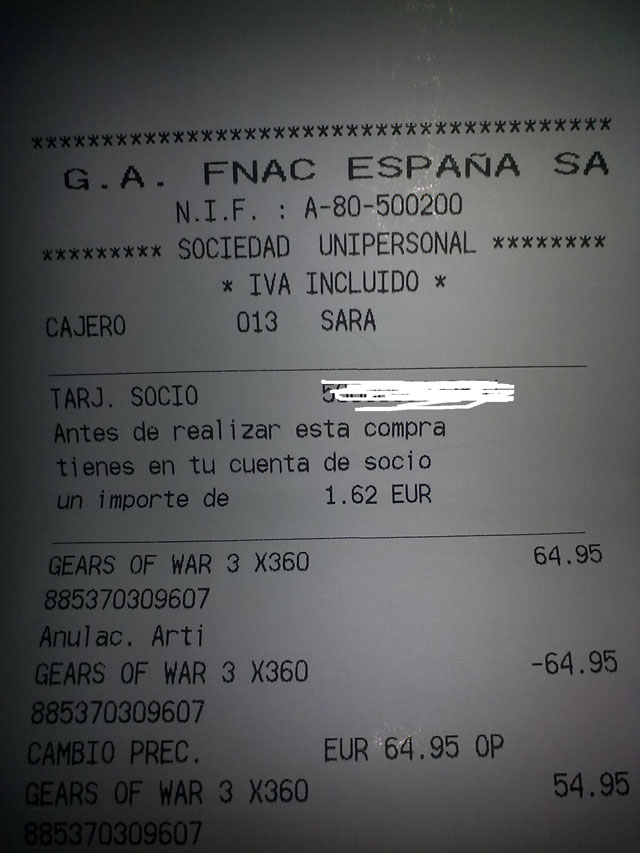 ****************************************
G.A. FNAC ESPAÑA SA
N.I.F. : A-80-500200
********* SOCIEDAD UNIPERSONAL ********
* IVA INCLUIDO *
CAJERO 013 SARA
TARJ. SOCIO
Antes de realizar esta compra
tienes en tu cuenta de socio
un importe de 1.62 EUR
GEARS OF WAR 3 X360 64.95
885370309607
Anulac. Arti
GEARS OF WAR 3 X360 -64.95
885370309607
CAMBIO PREC. EUR 64.95 OP
GEARS OF WAR 3 X360 54.95
885370309607